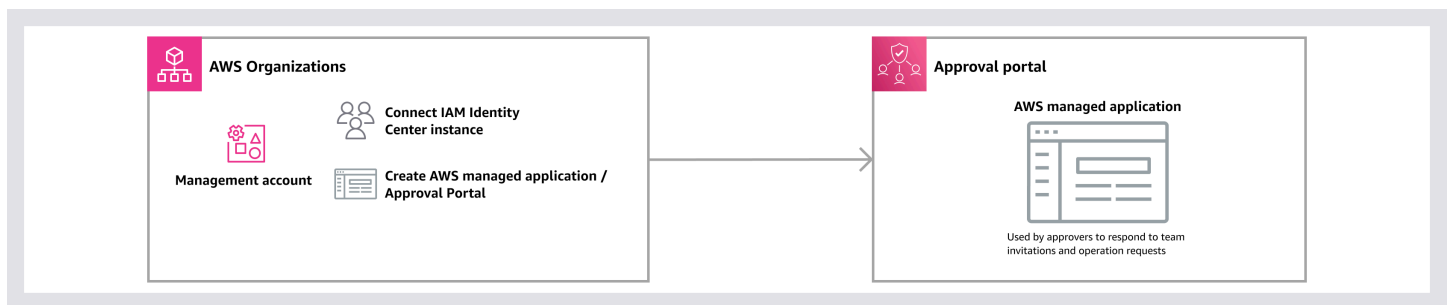 AWS Organizations
Management account
Connect IAM Identity
Center instance
Create AWS managed application /
Approval Portal
Approval portal
AWS managed application
Used by approvers to respond to team
invitations and operation requests